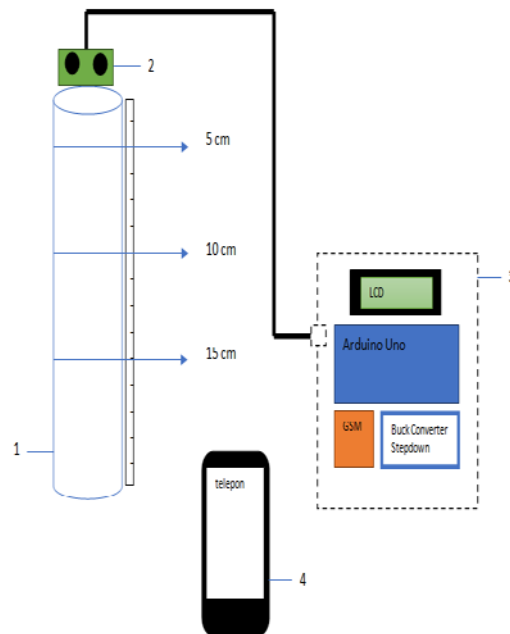 2
5 cm
10 cm
15 cm
1
LCD
Arduino Uno
GSM
Buck Converter
Stepdown
telepon
4